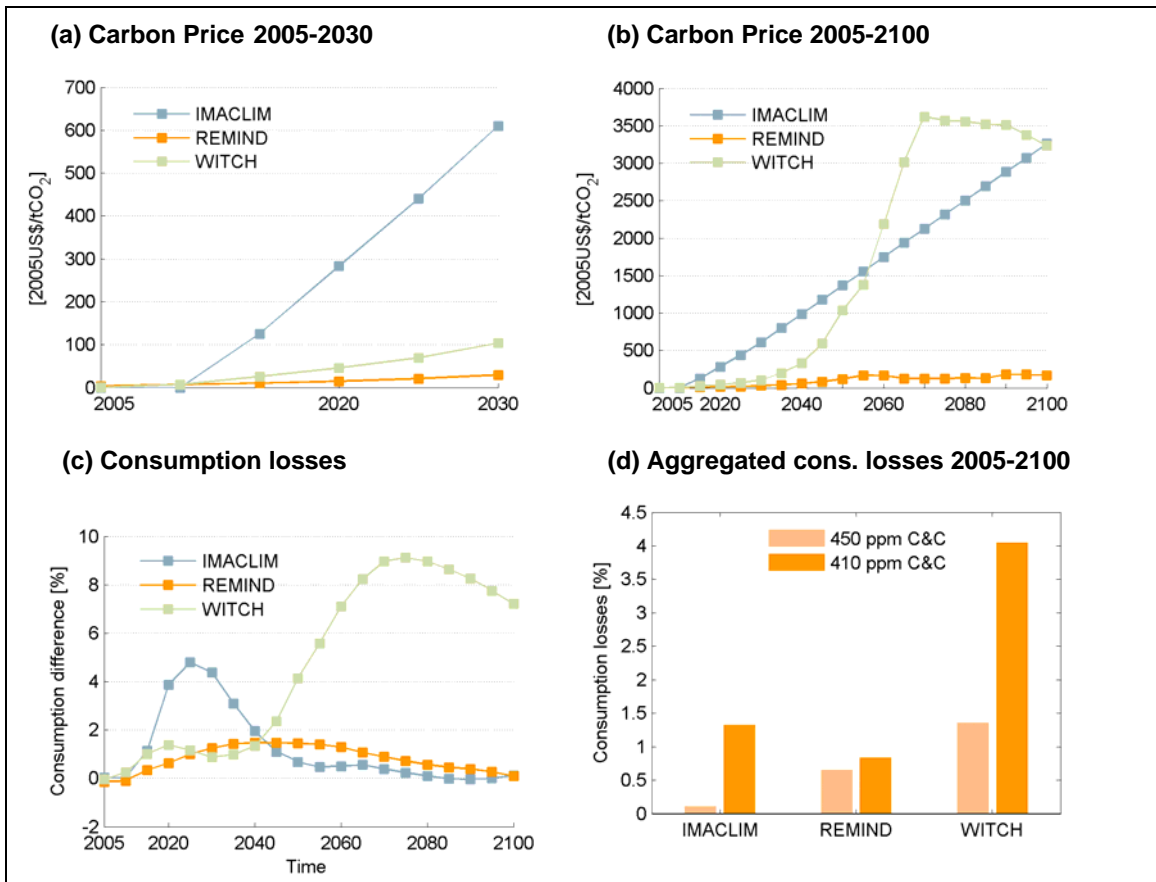 (a) Carbon Price 2005-2030
700
600
500
400
300
200
100
0
[2005US$/tCO2]
IMACLIM
REMIND
WITCH
2005
2020
2030
(b) Carbon Price 2005-2100
4000
3500
3000
2500
2000
1500
1000
500
0
[2005US$/tCO2]
IMACLIM
REMIND
WITCH
2005
2020
2040
2060
2080
2100
(c) Consumption losses
10
8
6
4
2
0
-2
Consumption difference [%]
IMACLIM
REMIND
WITCH
2005
2020
2040
2060
2080
2100
Time
(d) Aggregated cons. losses 2005-2100
4.5
4
3.5
3
2.5
2
1.5
1
0.5
0
Consumption losses [%]
450 ppm C&C
410 ppm C&C
IMACLIM
REMIND
WITCH